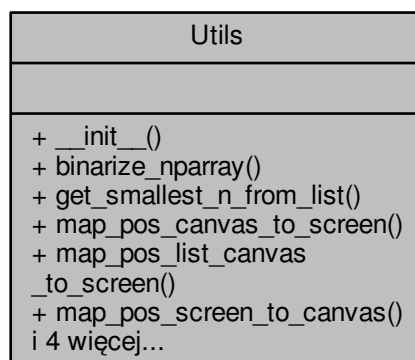 Utils
+ __init__()
+ binarize_nparray()
+ get_smallest_n_from_list()
+ map_pos_canvas_to_screen()
+ map_pos_list_canvas
_to_screen()
+ map_pos_screen_to_canvas()
i 4 więcej...